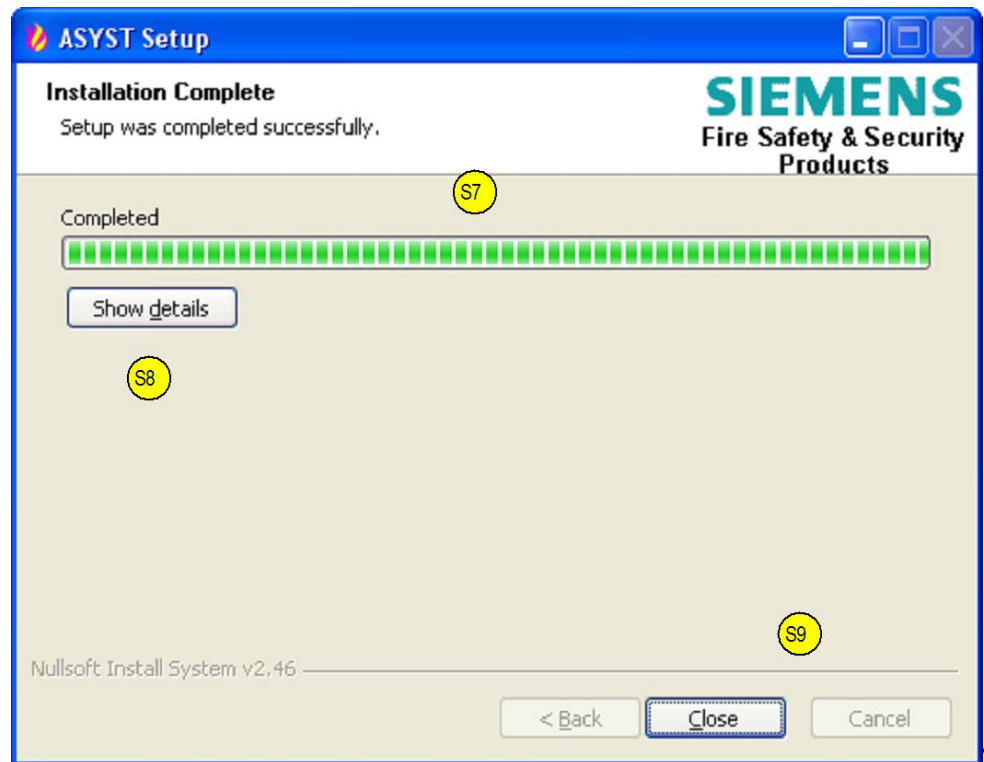 ASYST Setup
Installation Complete
Setup was completed successfully.
SIEMENS
Fire Safety & Security
Products
S7
Completed
Show details
S8
S9
Nullsoft Install System v2.46
< Back
Close
Cancel